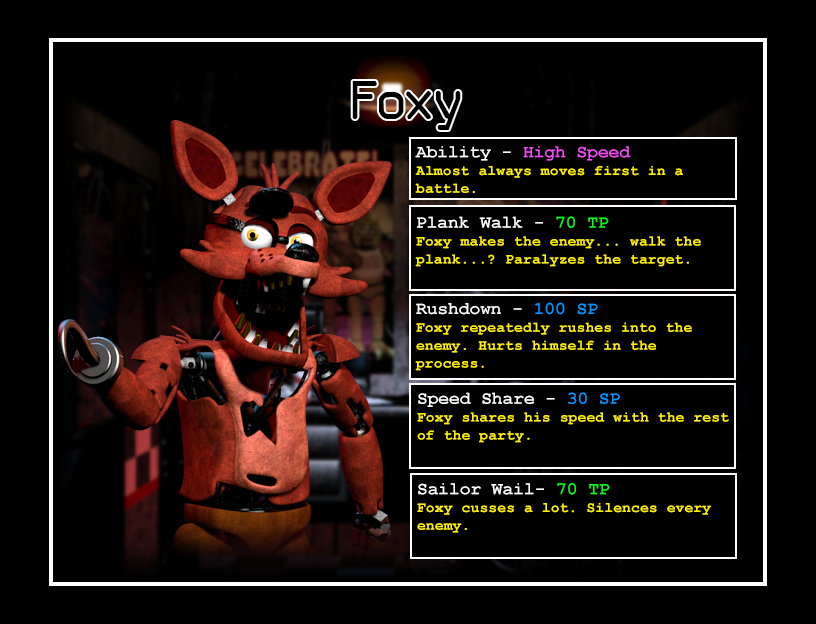 CELEBRATE!
Foxy
Ability - High Speed
Almost always moves first in a
battle.
Plank Walk - 70 TP
Foxy makes the enemy... walk the
plank...? Paralyzes the target.
Rushdown - 100 SP
Foxy repeatedly rushes into the
enemy. Hurts himself in the
process.
Speed Share - 30 SP
Foxy shares his speed with the rest
of the party.
Sailor Wail- 70 TP
Foxy cusses a lot. Silences every
enemy.